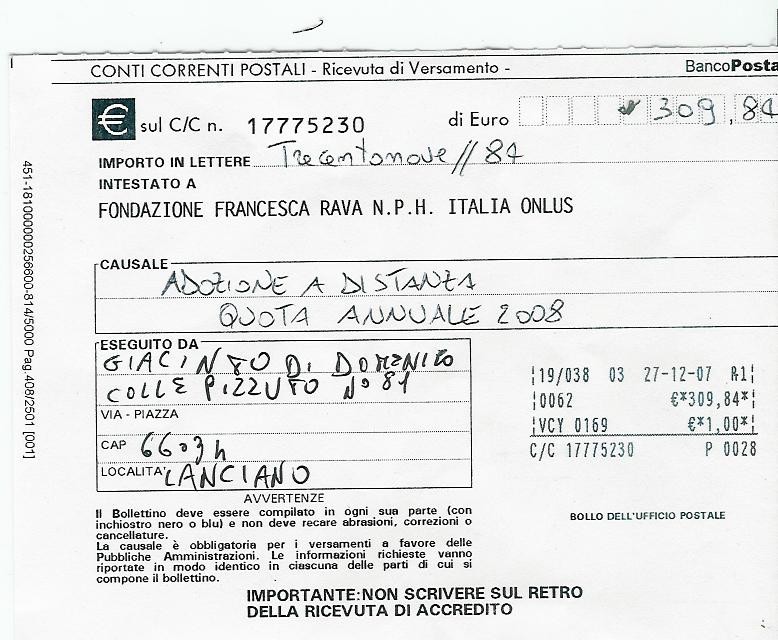 CONTI CORRENTI POSTALI - Ricevuta di Versamento - BancoPosta
€ sul C/C n. 17775230 di Euro 309,84
IMPORTO IN LETTERE Trecentonove//84
INTESTATO A
FONDAZIONE FRANCESCA RAVA N.P.H. ITALIA ONLUS
CAUSALE
ADOZIONE A DISTANZA
QUOTA ANNUALE 2008
ESEGUITO DA
GIACINTO DI DOMENICO
COLLE PIZZUTO N° 81
VIA - PIAZZA
CAP 66034
LOCALITA' LANCIANO
19/038 03 27-12-07 R1
0062 €*309,84*
VCY 0169 €*1,00*
C/C 17775230 P 0028
BOLLO DELL'UFFICIO POSTALE
AVVERTENZE
Il Bollettino deve essere compilato in ogni sua parte (con
inchiostro nero o blu) e non deve recare abrasioni, correzioni o
cancellature.
La causale è obbligatoria per i versamenti a favore delle
Pubbliche Amministrazioni. Le informazioni richieste vanno
riportate in modo identico in ciascuna delle parti di cui si
compone il bollettino.
IMPORTANTE:NON SCRIVERE SUL RETRO
DELLA RICEVUTA DI ACCREDITO
451-1810000000256600-814/5000 Pag.408/2501 [001]